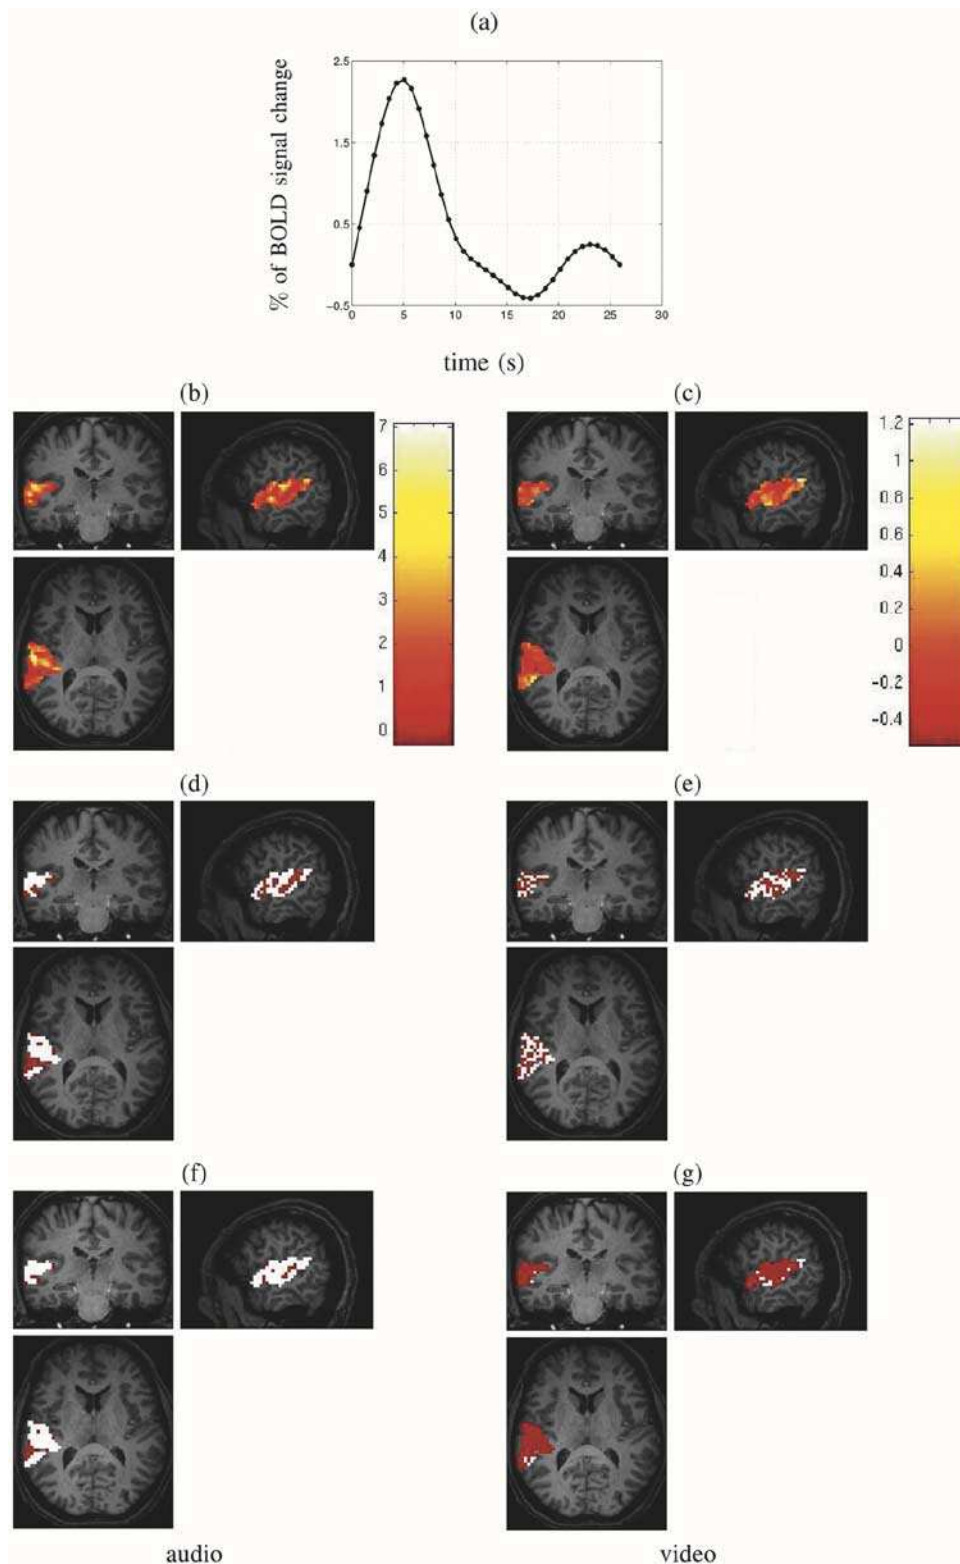 (a)
% of BOLD signal change
2.5
1.5
0.5
−0.5
0 5 10 15 20 25 30
time (s)
(b)
7
6
5
4
3
2
1
0
(c)
1.2
1
0.8
0.6
0.4
0.2
0
-0.2
-0.4
(d)
(e)
(f)
(g)
audio
video